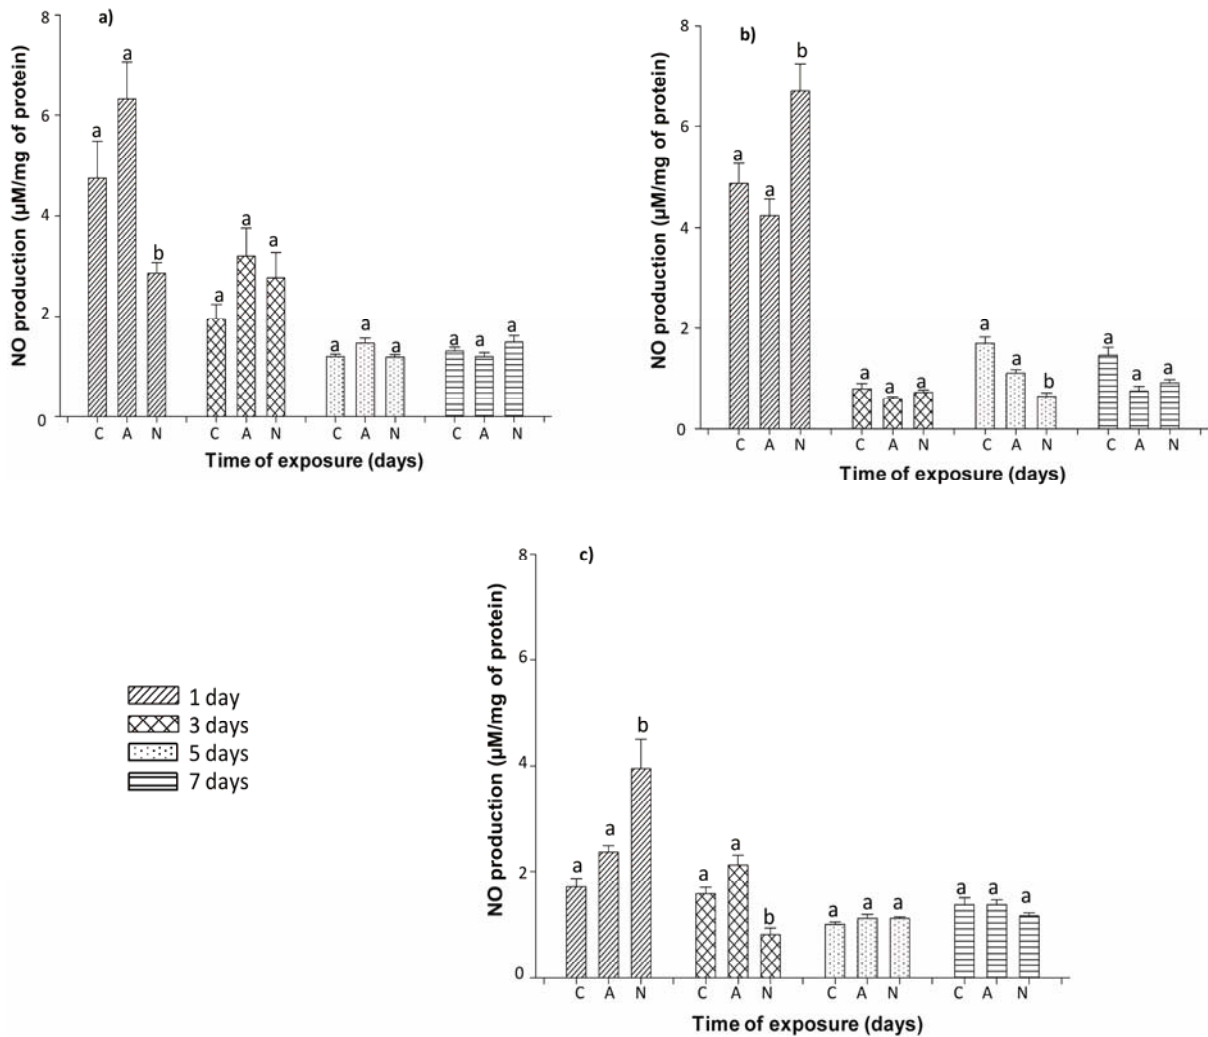 a)
NO production (µM/mg of protein)
8
6
4
2
0
a
a
b
a
a
a
a
a
a
a
a
a
C A N C A N C A N C A N
Time of exposure (days)
b)
NO production (µM/mg of protein)
8
6
4
2
0
a
a
b
a
a
a
a
a
b
a
a
a
C A N C A N C A N C A N
Time of exposure (days)
1 day
3 days
5 days
7 days
c)
NO production (µM/mg of protein)
8
6
4
2
0
a
a
b
a
a
b
a
a
a
a
a
a
C A N C A N C A N C A N
Time of exposure (days)